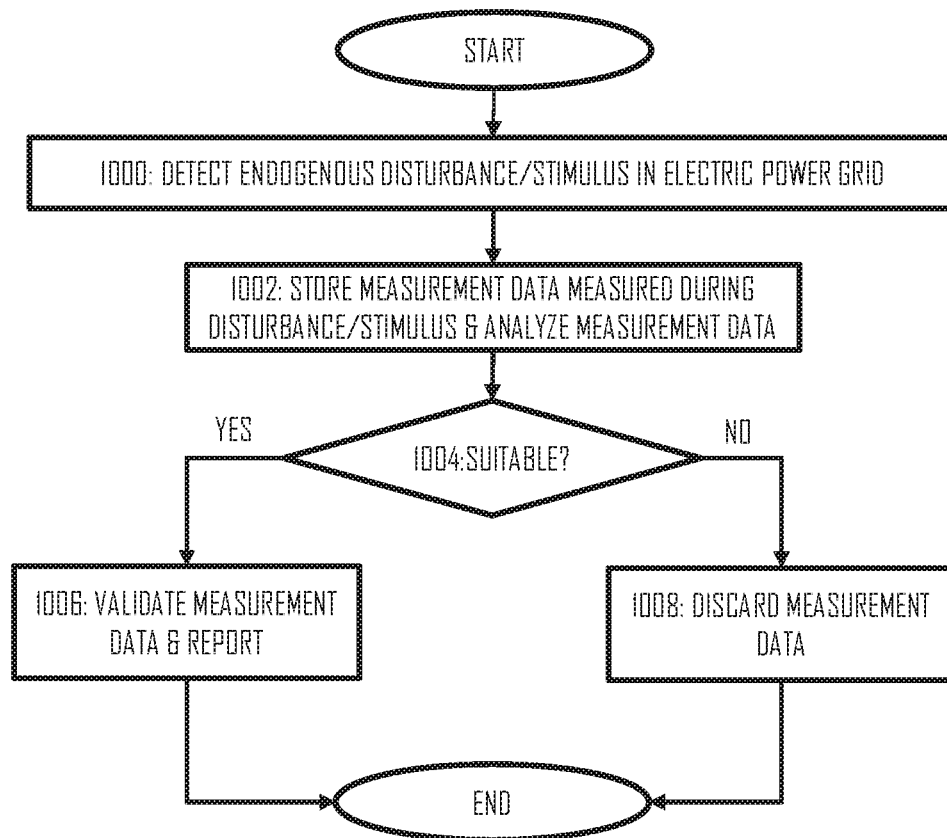 START
1000: DETECT ENDOGENOUS DISTURBANCE/STIMULUS IN ELECTRIC POWER GRID
1002: STORE MEASUREMENT DATA MEASURED DURING
DISTURBANCE/STIMULUS & ANALYZE MEASUREMENT DATA
YES
NO
1004:SUITABLE?
1006: VALIDATE MEASUREMENT
DATA & REPORT
1008: DISCARD MEASUREMENT
DATA
END